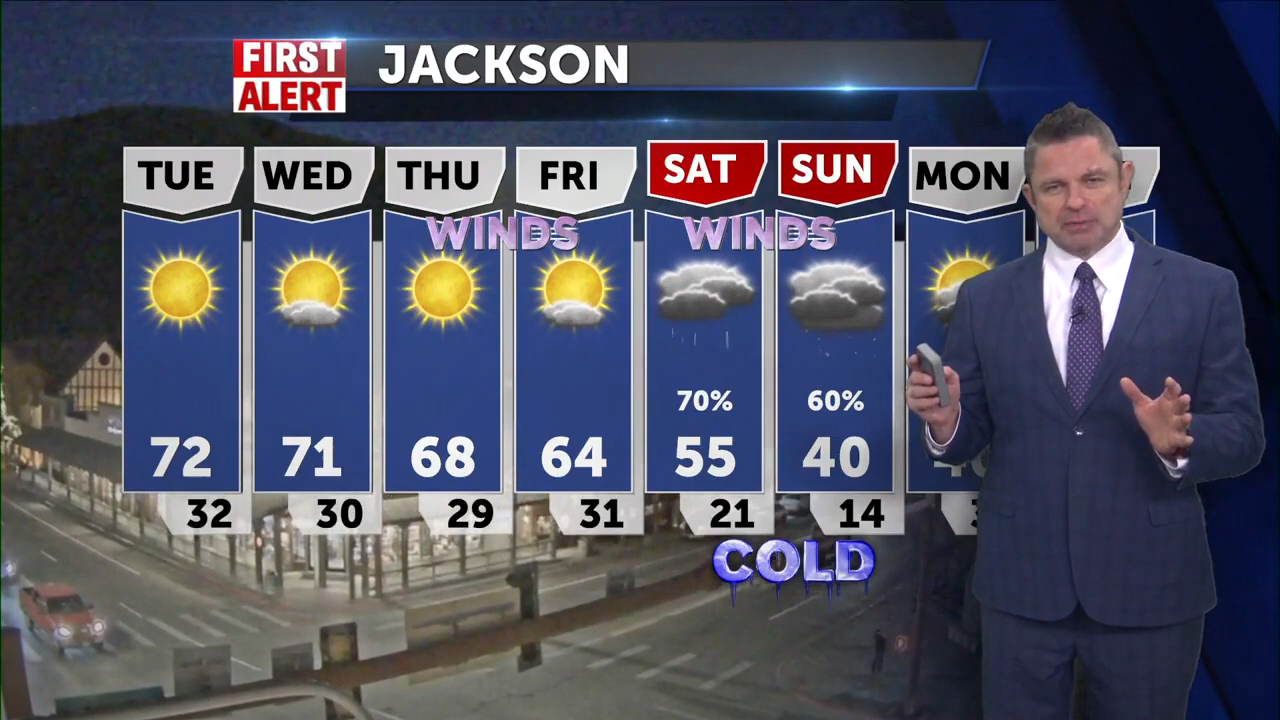 FIRST
ALERT
JACKSON
TUE WED THU FRI SAT SUN MON
WINDS WINDS
70% 60%
72 71 68 64 55 40
32 30 29 31 21 14
COLD